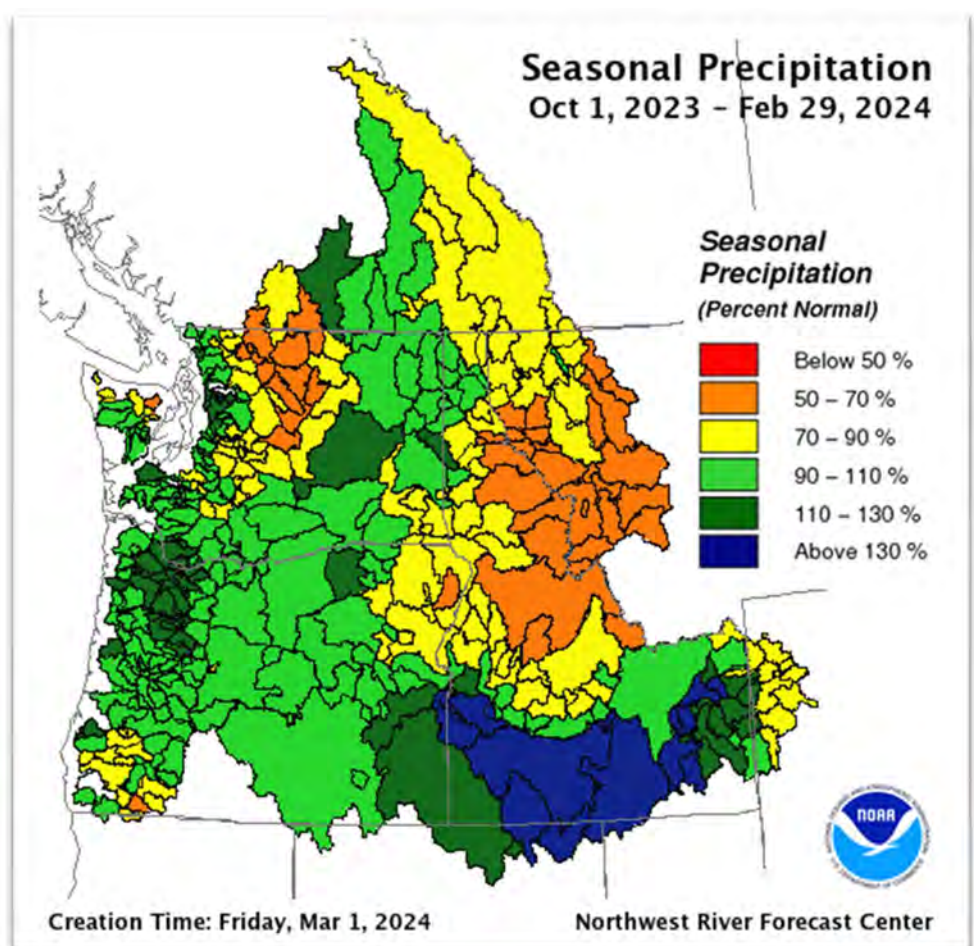 Seasonal Precipitation
Oct 1, 2023 – Feb 29, 2024
Seasonal
Precipitation
(Percent Normal)
Below 50 %
50 – 70 %
70 – 90 %
90 – 110 %
110 – 130 %
Above 130 %
NOAA
Creation Time: Friday, Mar 1, 2024
Northwest River Forecast Center